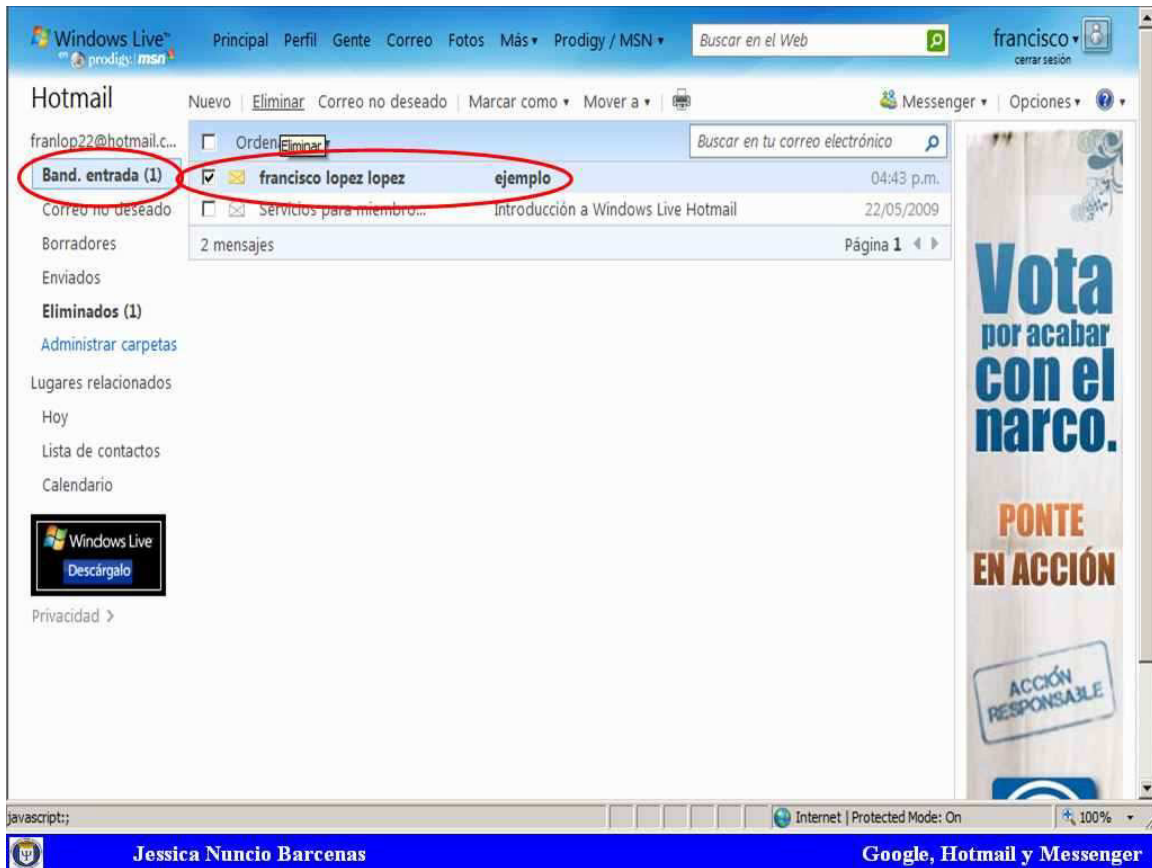 Windows Live™
en prodigy msn
Principal Perfil Gente Correo Fotos Más Prodigy / MSN
Buscar en el Web
francisco
cerrar sesión
Hotmail
Nuevo | Eliminar Correo no deseado | Marcar como Mover a
Messenger | Opciones
franlop22@hotmail.c...
Eliminar
Buscar en tu correo electrónico
Band. entrada (1)
francisco lopez lopez ejemplo 04:43 p.m.
Correo no deseado
Servicios para miembro... Introducción a Windows Live Hotmail 22/05/2009
Borradores
2 mensajes Página 1
Enviados
Eliminados (1)
Administrar carpetas
Lugares relacionados
Hoy
Lista de contactos
Calendario
Windows Live
Descárgalo
Privacidad >
Vota
por acabar
con el
narco.
PONTE
EN ACCIÓN
ACCIÓN
RESPONSABLE
javascript:;
Internet | Protected Mode: On
100%
Jessica Nuncio Barcenas
Google, Hotmail y Messenger